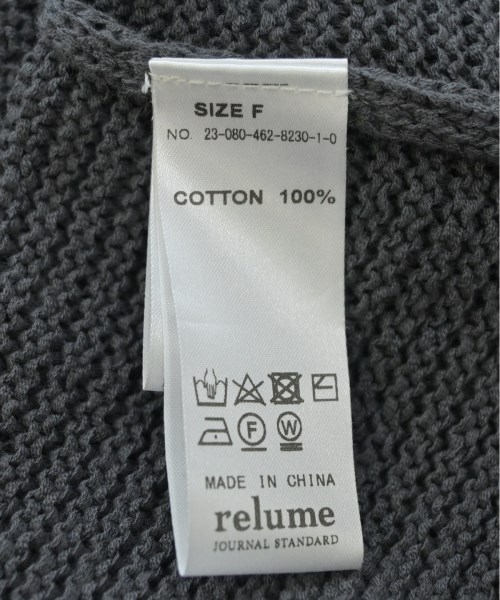 SIZE F
NO. 23-080-462-8230-1-0
COTTON 100%
F
W
MADE IN CHINA
relume
JOURNAL STANDARD